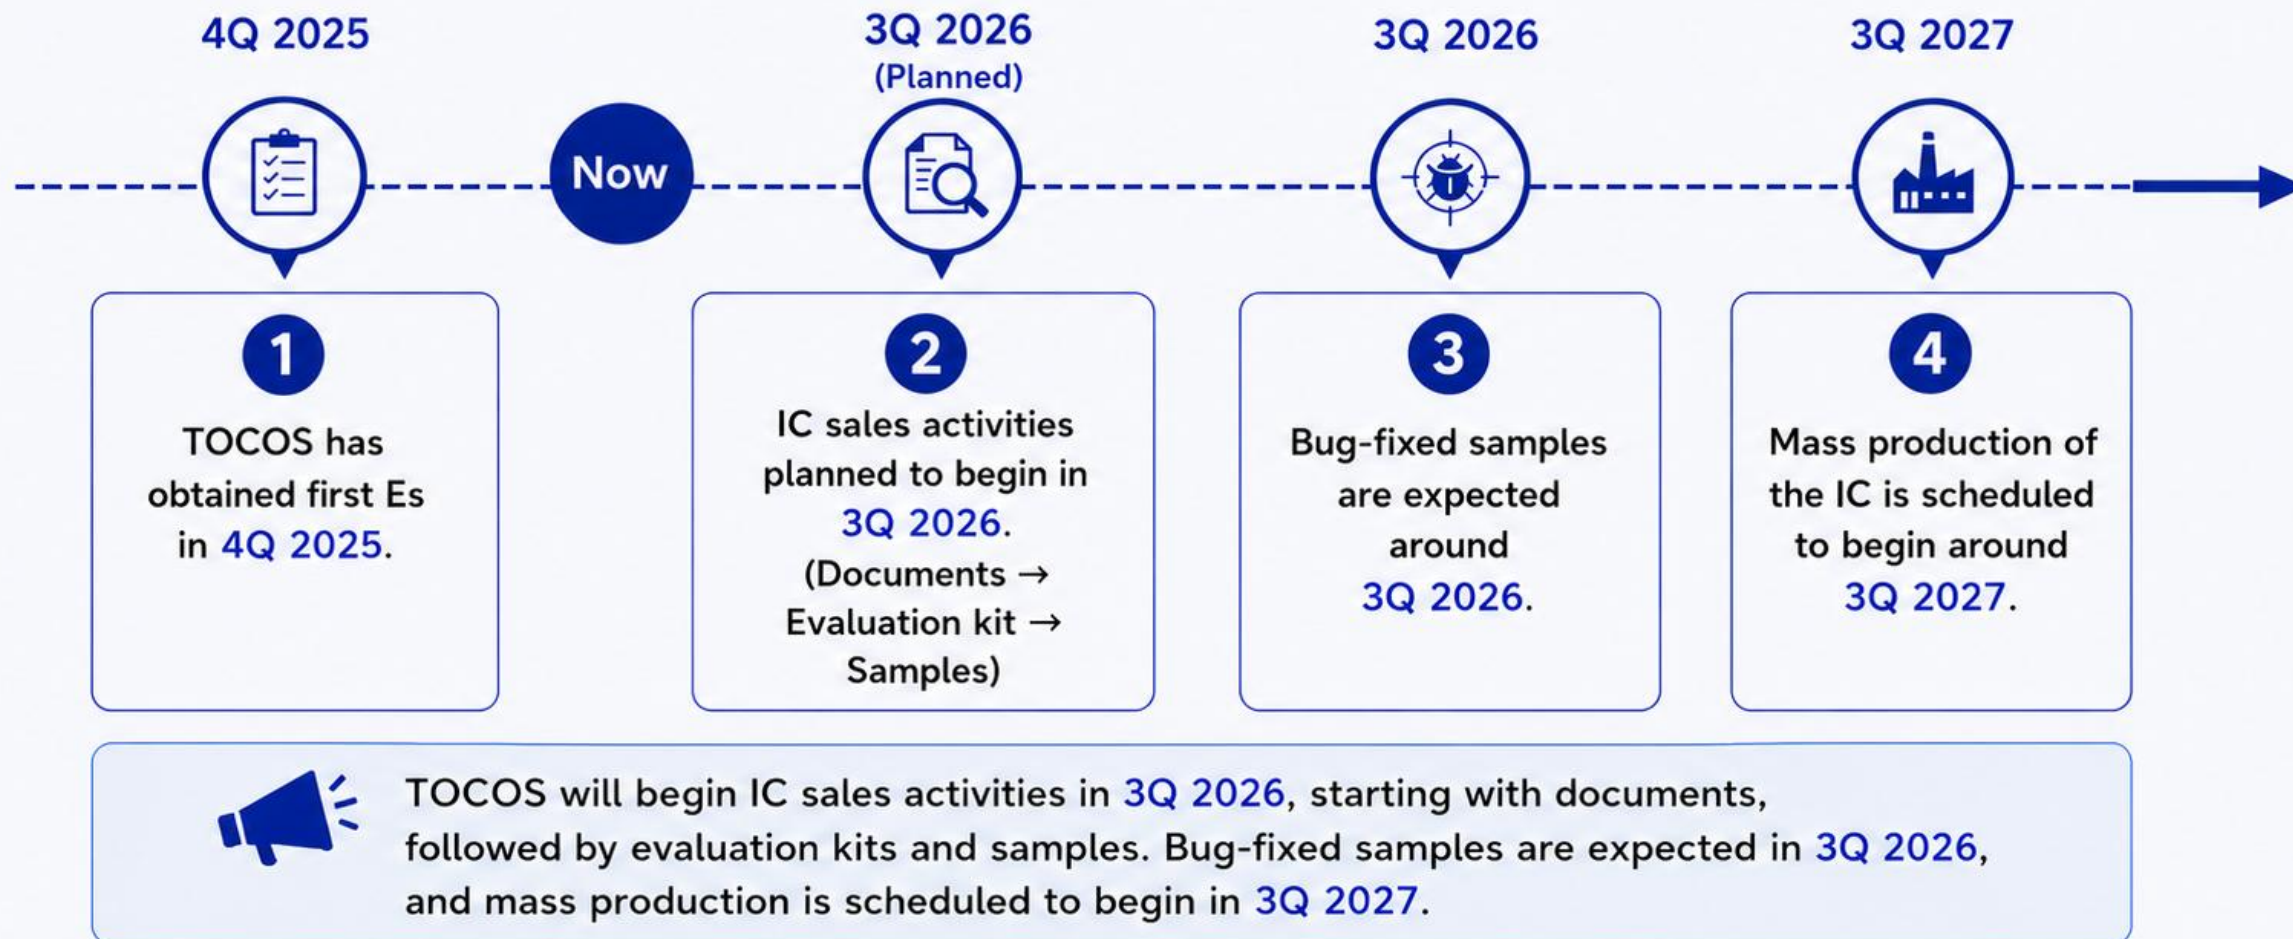 4Q 2025
3Q 2026
(Planned)
3Q 2026
3Q 2027
Now
1
TOCOS has
obtained first Es
in 4Q 2025.
2
IC sales activities
planned to begin in
3Q 2026.
(Documents →
Evaluation kit →
Samples)
3
Bug-fixed samples
are expected
around
3Q 2026.
4
Mass production of
the IC is scheduled
to begin around
3Q 2027.
TOCOS will begin IC sales activities in 3Q 2026, starting with documents,
followed by evaluation kits and samples. Bug-fixed samples are expected in 3Q 2026,
and mass production is scheduled to begin in 3Q 2027.